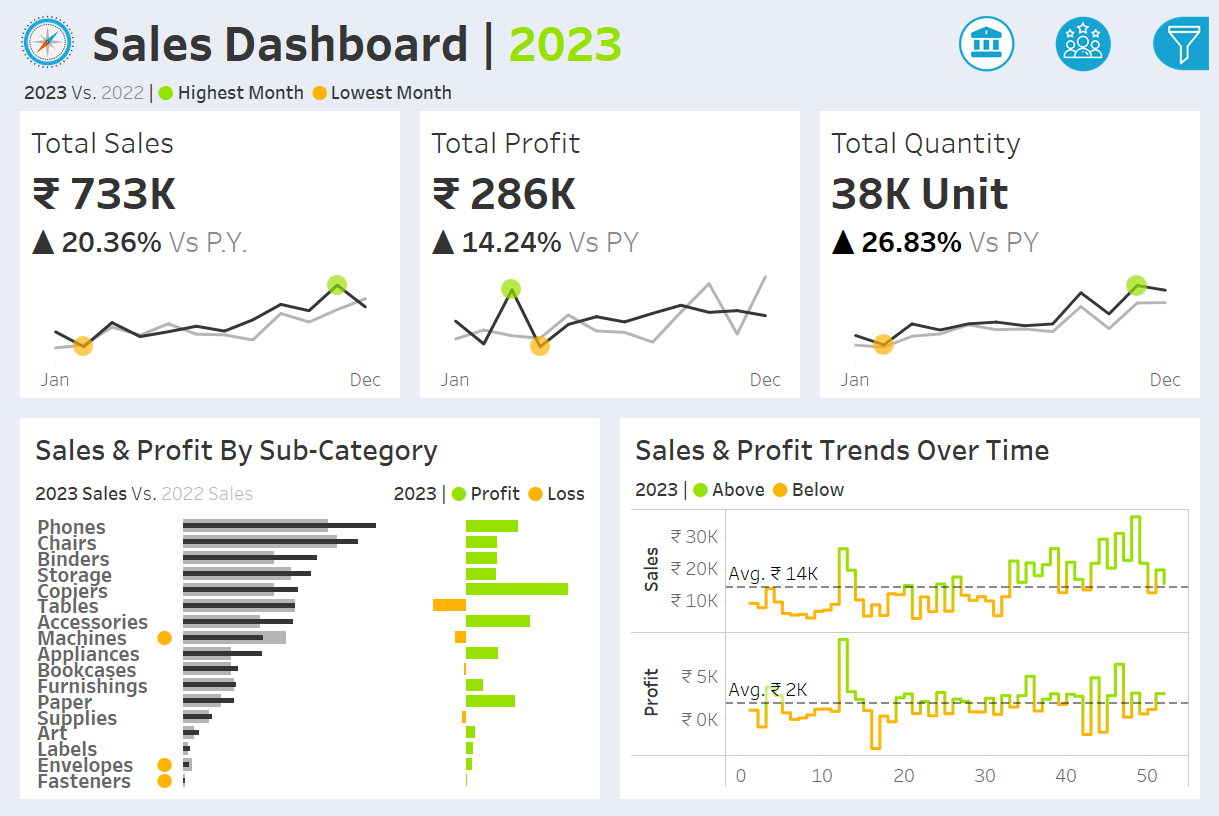 Sales Dashboard | 2023
2023 Vs. 2022 | Highest Month Lowest Month
Total Sales
₹ 733K
▲ 20.36% Vs P.Y.
Jan Dec
Total Profit
₹ 286K
▲ 14.24% Vs PY
Jan Dec
Total Quantity
38K Unit
▲ 26.83% Vs PY
Jan Dec
Sales & Profit By Sub-Category
2023 Sales Vs. 2022 Sales
2023 | Profit Loss
Phones
Chairs
Binders
Storage
Copiers
Tables
Accessories
Machines
Appliances
Bookcases
Furnishings
Paper
Supplies
Art
Labels
Envelopes
Fasteners
Sales & Profit Trends Over Time
2023 | Above Below
Sales
₹ 30K
₹ 20K
₹ 10K
Avg. ₹ 14K
Profit
₹ 5K
₹ 0K
Avg. ₹ 2K
0 10 20 30 40 50